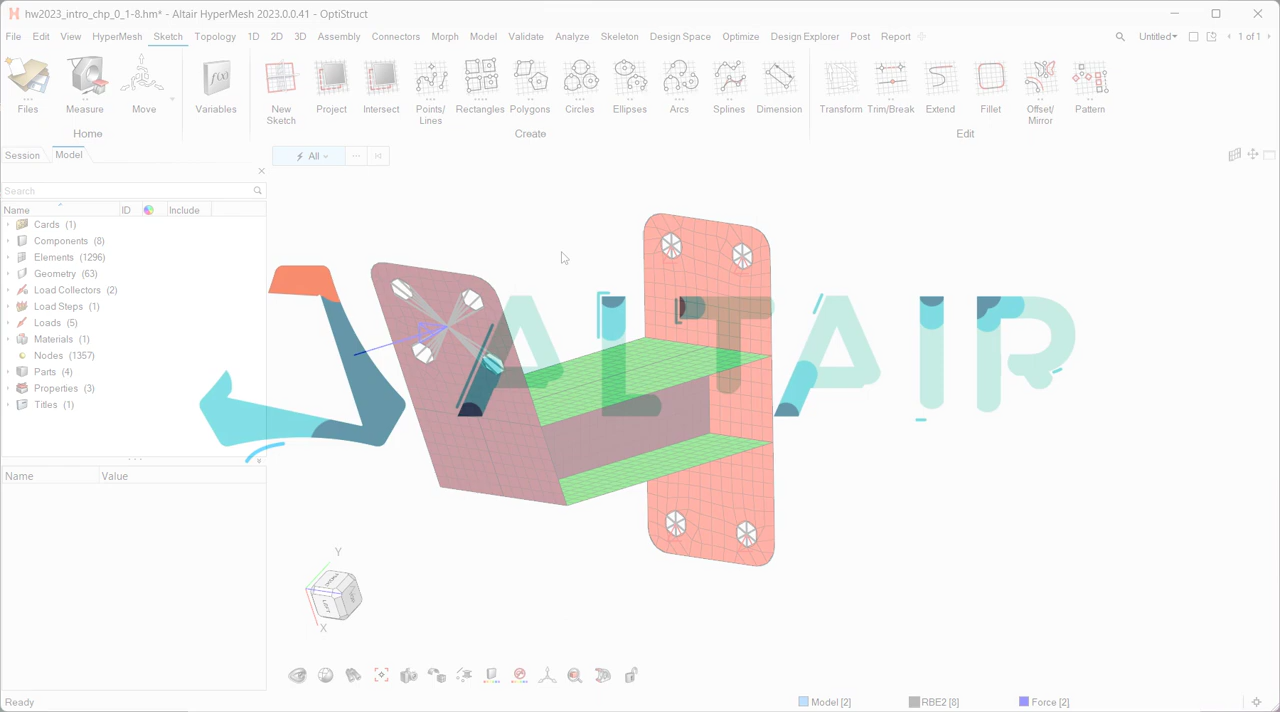 hw2023_intro_chp_0_1-8.hm* - Altair HyperMesh 2023.0.0.41 - OptiStruct
File Edit View HyperMesh Sketch Topology 1D 2D 3D Assembly Connectors Morph Model Validate Analyze Skeleton Design Space Optimize Design Explorer Post Report Untitled 1 of 1
f(x)
Files Measure Move Variables New Sketch Project Intersect Points/Lines Rectangles Polygons Circles Ellipses Arcs Splines Dimension Transform Trim/Break Extend Fillet Offset/Mirror Pattern
Home Create Edit
Session Model All
Search
Name ID Include
Cards (1)
Components (8)
Elements (1296)
Geometry (63)
Load Collectors (2)
Load Steps (1)
Loads (5)
Materials (1)
Nodes (1357)
Parts (4)
Properties (3)
Titles (1)
ALTAIR
Name Value
Y
LEFT
X
Ready Model [2] RBE2 [8] Force [2]